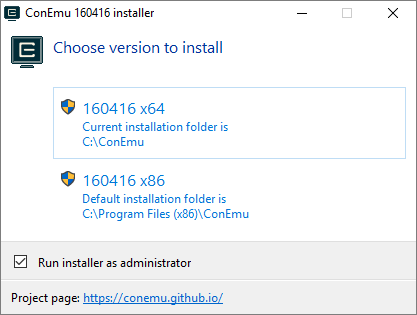 ConEmu 160416 installer
Choose version to install
160416 x64
Current installation folder is
C:\ConEmu
160416 x86
Default installation folder is
C:\Program Files (x86)\ConEmu
Run installer as administrator
Project page: https://conemu.github.io/